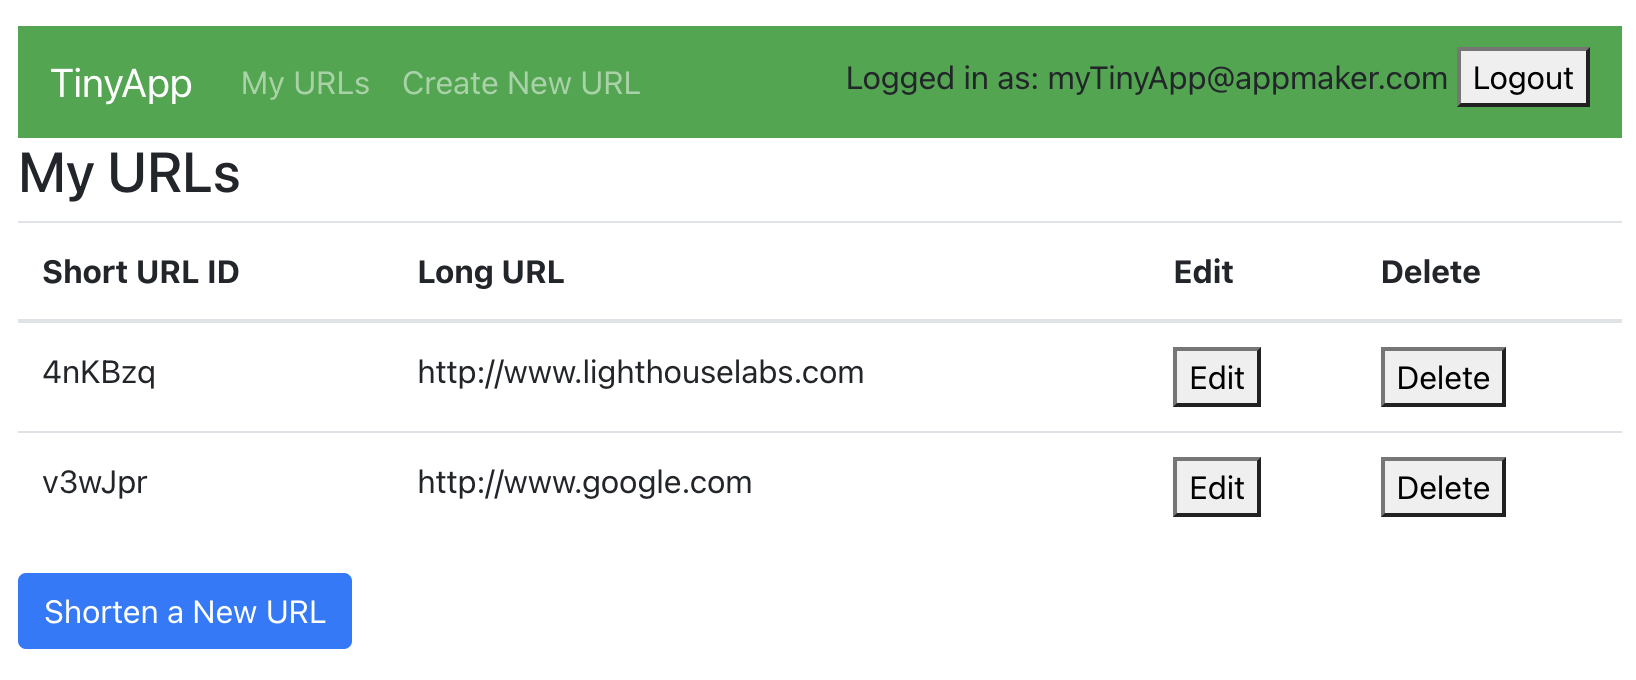 TinyApp My URLs Create New URL Logged in as: myTinyApp@appmaker.com Logout
My URLs
Short URL ID Long URL Edit Delete
4nKBzq http://www.lighthouselabs.com Edit Delete
v3wJpr http://www.google.com Edit Delete
Shorten a New URL